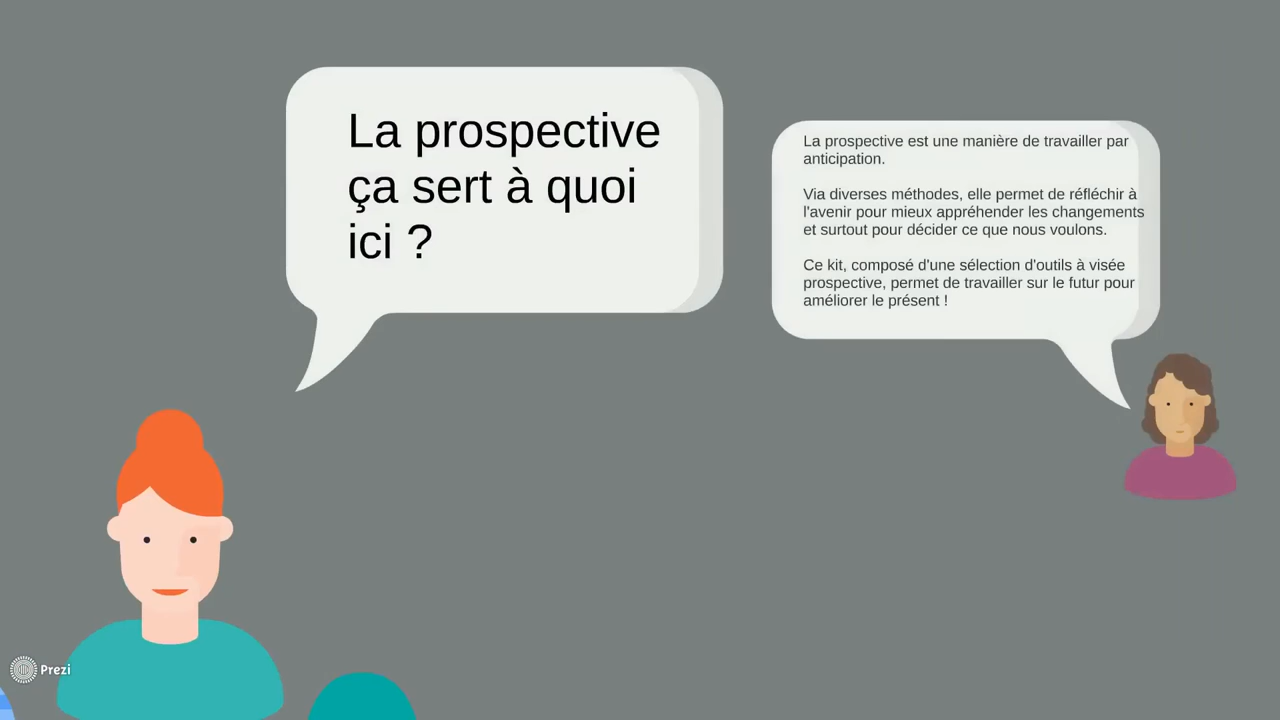 La prospective
ça sert à quoi
ici ?
La prospective est une manière de travailler par
anticipation.
Via diverses méthodes, elle permet de réfléchir à
l'avenir pour mieux appréhender les changements
et surtout pour décider ce que nous voulons.
Ce kit, composé d'une sélection d'outils à visée
prospective, permet de travailler sur le futur pour
améliorer le présent !
Prezi